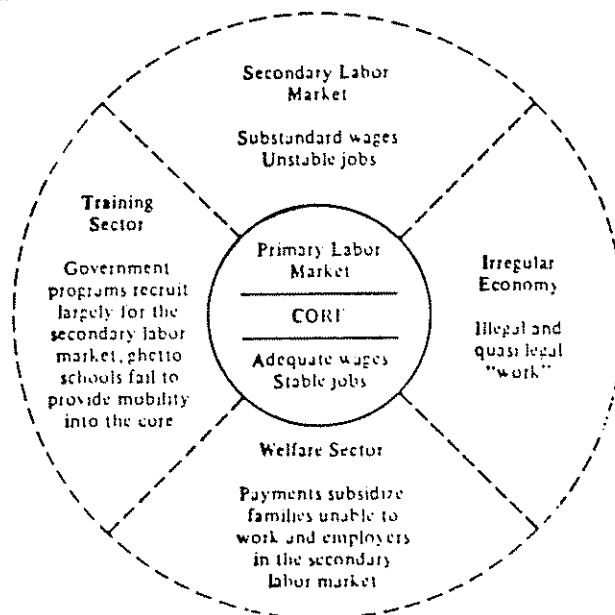 Secondary Labor
Market
Substandard wages
Unstable jobs
Training
Sector
Government
programs recruit
largely for the
secondary labor
market, ghetto
schools fail to
provide mobility
into the core
Primary Labor
Market
CORE
Adequate wages
Stable jobs
Irregular
Economy
Illegal and
quasi legal
"work"
Welfare Sector
Payments subsidize
families unable to
work and employers
in the secondary
labor market